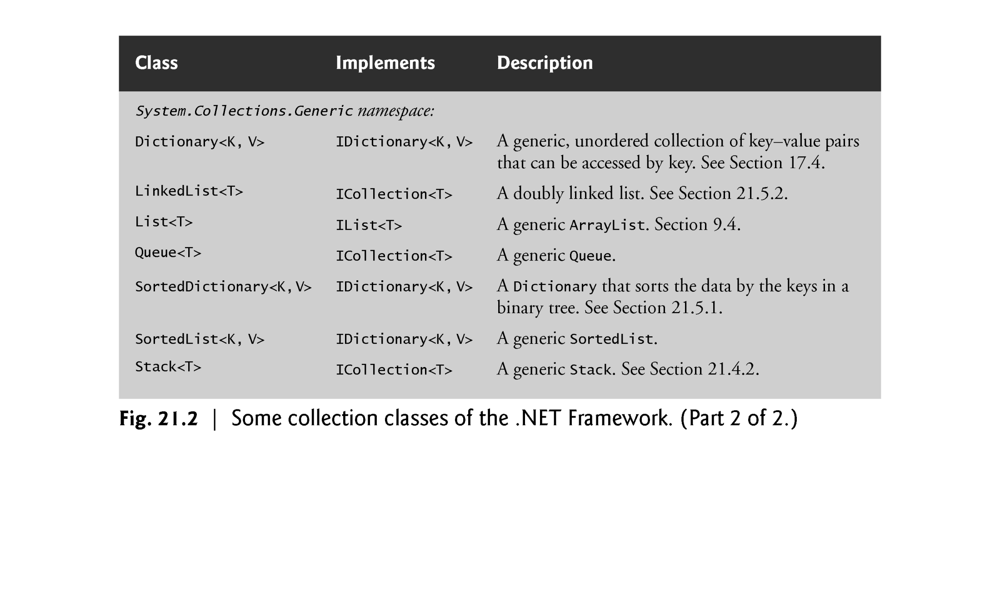 Class Implements Description
System.Collections.Generic namespace:
Dictionary<K, V> IDictionary<K, V> A generic, unordered collection of key–value pairs
that can be accessed by key. See Section 17.4.
LinkedList<T> ICollection<T> A doubly linked list. See Section 21.5.2.
List<T> IList<T> A generic ArrayList. Section 9.4.
Queue<T> ICollection<T> A generic Queue.
SortedDictionary<K, V> IDictionary<K, V> A Dictionary that sorts the data by the keys in a
binary tree. See Section 21.5.1.
SortedList<K, V> IDictionary<K, V> A generic SortedList.
Stack<T> ICollection<T> A generic Stack. See Section 21.4.2.
Fig. 21.2 | Some collection classes of the .NET Framework. (Part 2 of 2.)